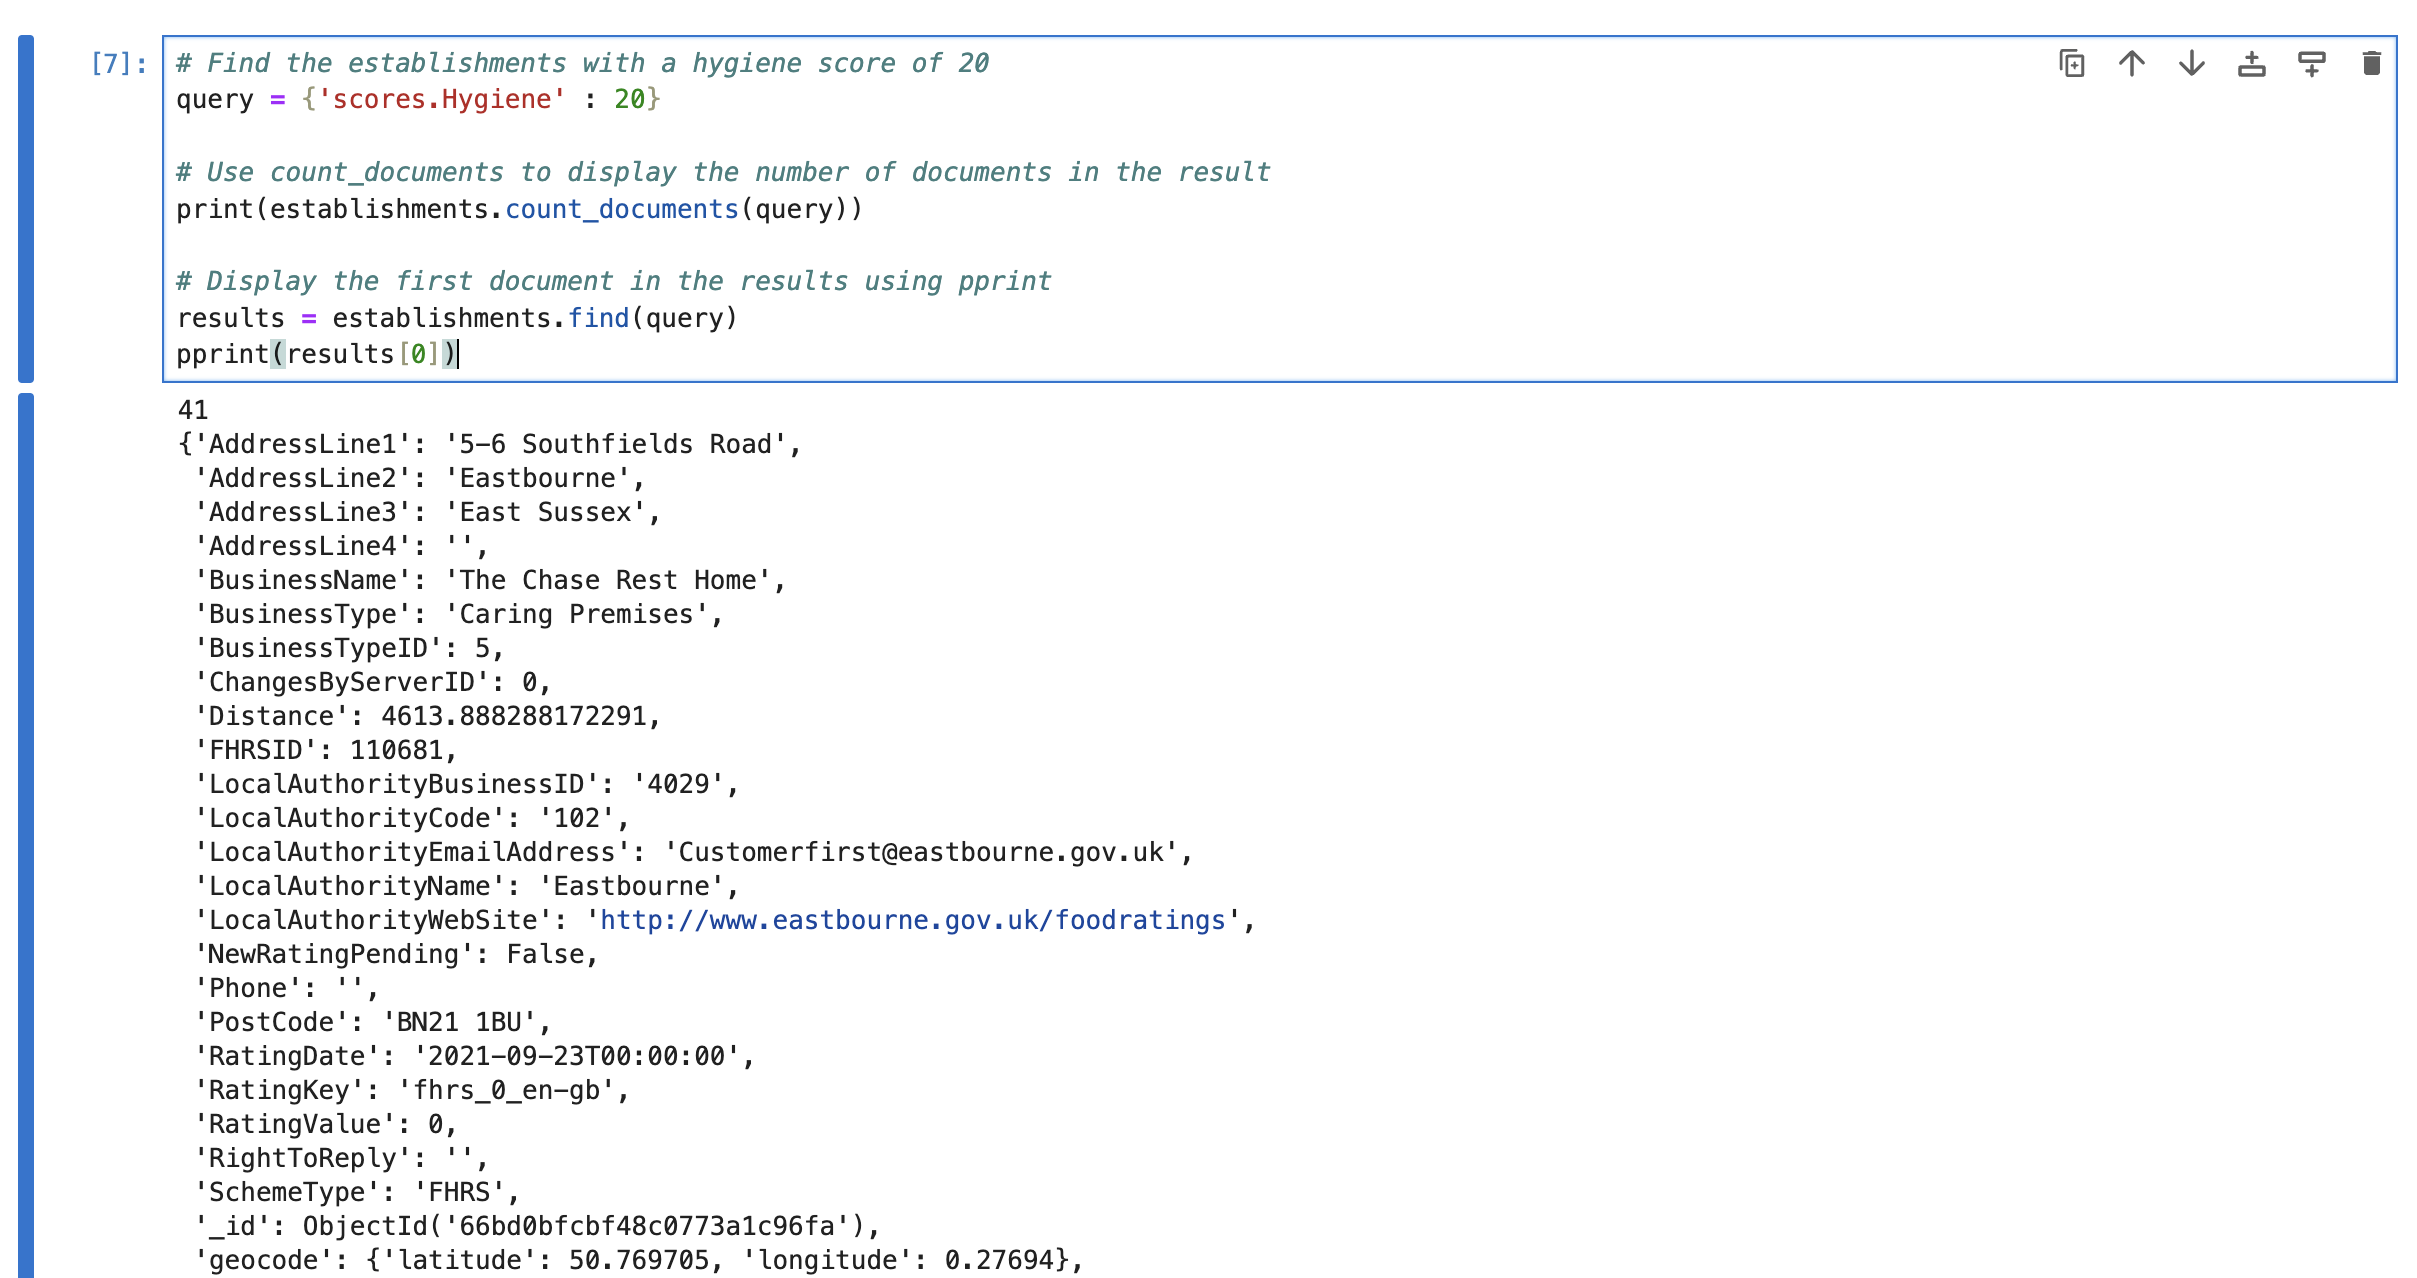 [7]:
# Find the establishments with a hygiene score of 20
query = {'scores.Hygiene' : 20}
# Use count_documents to display the number of documents in the result
print(establishments.count_documents(query))
# Display the first document in the results using pprint
results = establishments.find(query)
pprint(results[0])
41
{'AddressLine1': '5-6 Southfields Road',
 'AddressLine2': 'Eastbourne',
 'AddressLine3': 'East Sussex',
 'AddressLine4': '',
 'BusinessName': 'The Chase Rest Home',
 'BusinessType': 'Caring Premises',
 'BusinessTypeID': 5,
 'ChangesByServerID': 0,
 'Distance': 4613.888288172291,
 'FHRSID': 110681,
 'LocalAuthorityBusinessID': '4029',
 'LocalAuthorityCode': '102',
 'LocalAuthorityEmailAddress': 'Customerfirst@eastbourne.gov.uk',
 'LocalAuthorityName': 'Eastbourne',
 'LocalAuthorityWebSite': 'http://www.eastbourne.gov.uk/foodratings',
 'NewRatingPending': False,
 'Phone': '',
 'PostCode': 'BN21 1BU',
 'RatingDate': '2021-09-23T00:00:00',
 'RatingKey': 'fhrs_0_en-gb',
 'RatingValue': 0,
 'RightToReply': '',
 'SchemeType': 'FHRS',
 '_id': ObjectId('66bd0bfcbf48c0773a1c96fa'),
 'geocode': {'latitude': 50.769705, 'longitude': 0.27694},